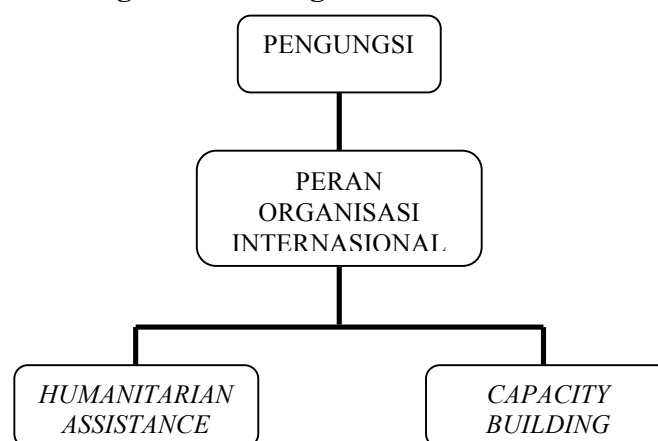 PENGUNGSI
PERAN
ORGANISASI
INTERNASIONAL
HUMANITARIAN
ASSISTANCE
CAPACITY
BUILDING